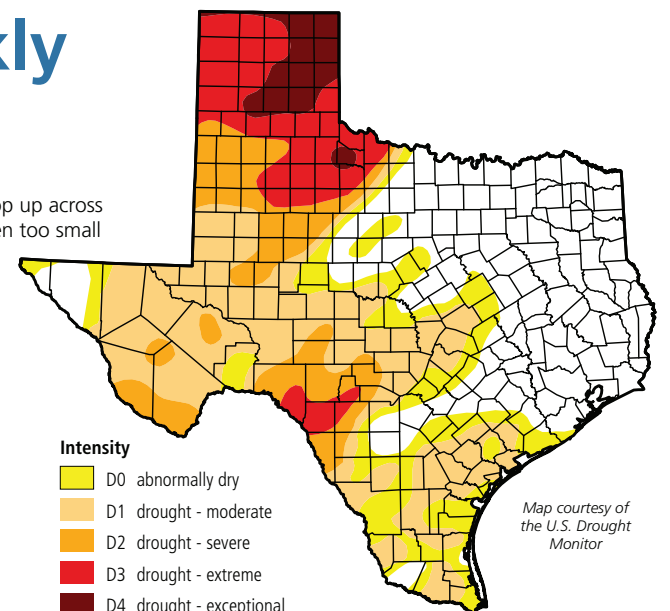 kly
op up across
en too small
Intensity
D0 abnormally dry
D1 drought - moderate
D2 drought - severe
D3 drought - extreme
D4 drought - exceptional
Map courtesy of
the U.S. Drought
Monitor